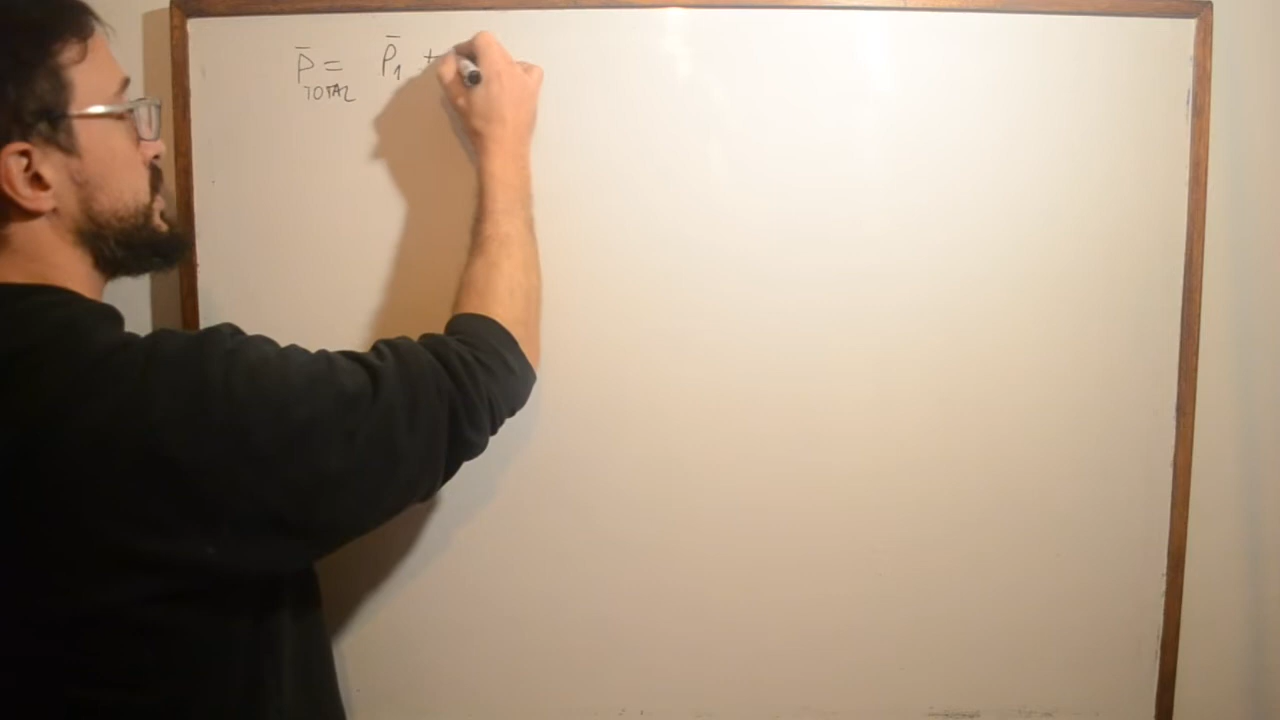 P̄ = P̄₁ +
TOTAL